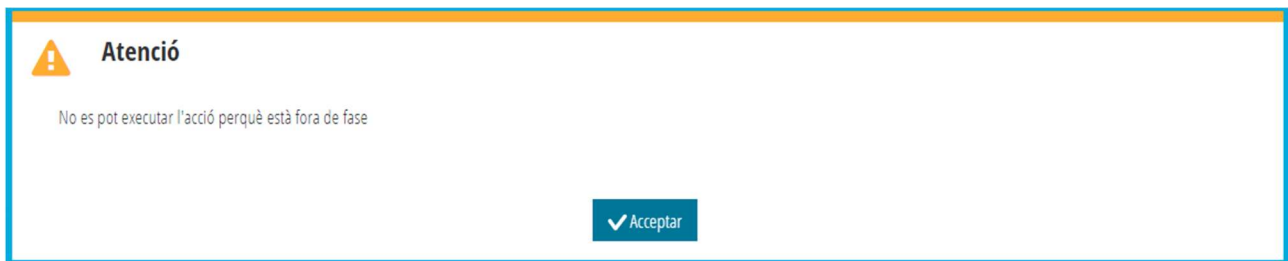 Atenció
No es pot executar l'acció perquè està fora de fase
Acceptar